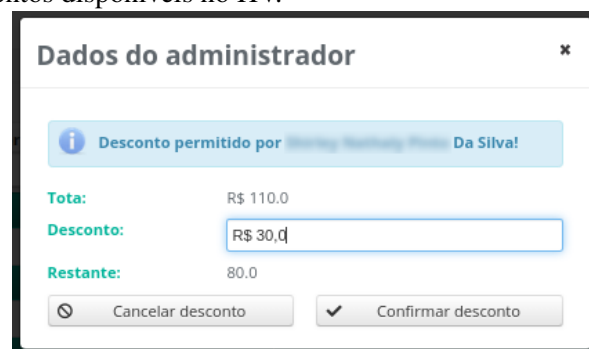 Dados do administrador
Desconto permitido por Da Silva!
Tota: R$ 110.0
Desconto: R$ 30,0
Restante: 80.0
Cancelar desconto Confirmar desconto